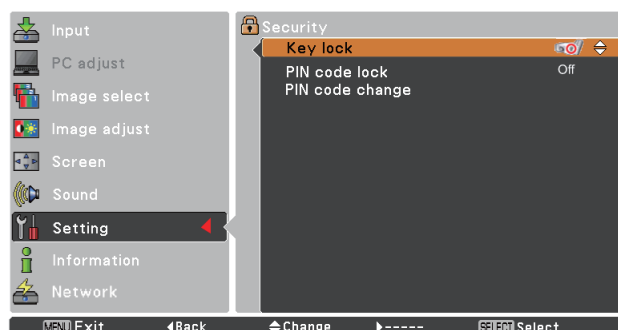 Input
PC adjust
Image select
Image adjust
Screen
Sound
Setting
Information
Network
Security
Key lock
PIN code lock Off
PIN code change
MENU Exit ◀Back Change ▶----- SELECT Select